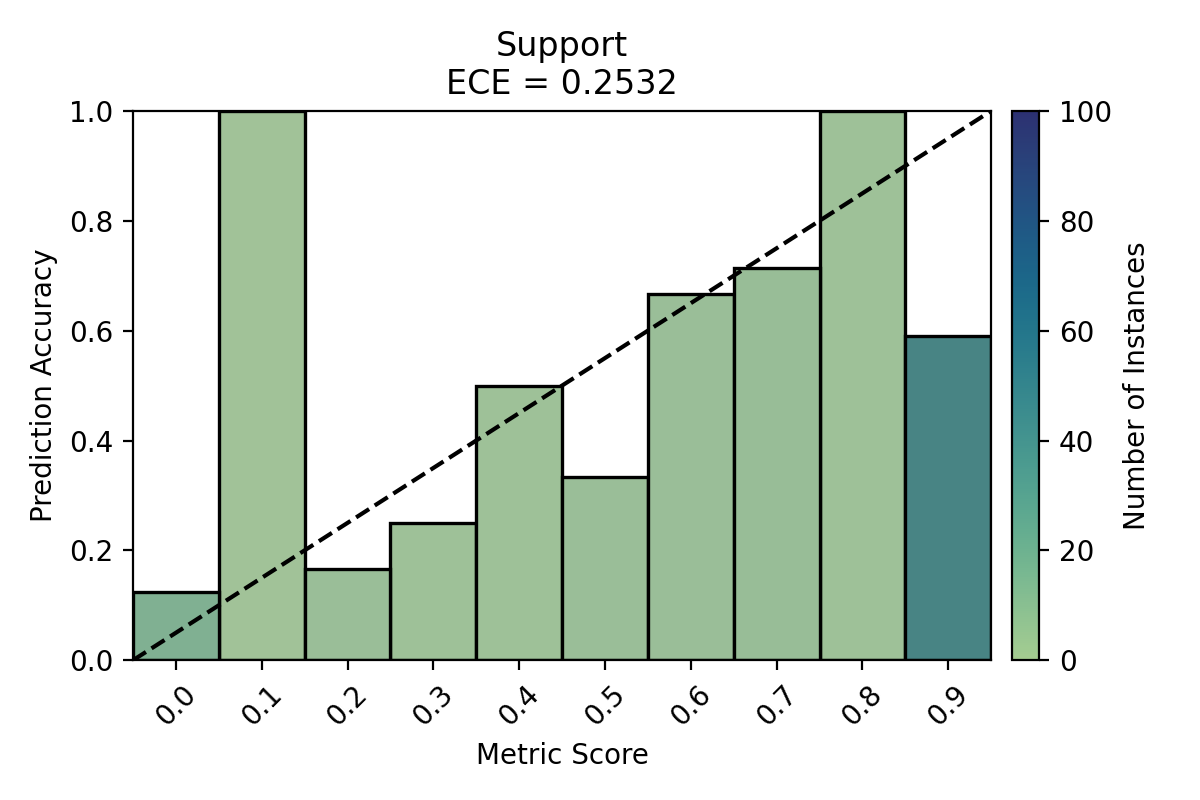 Support
ECE = 0.2532
1.0
0.8
0.6
0.4
0.2
0.0
Prediction Accuracy
0.0 0.1 0.2 0.3 0.4 0.5 0.6 0.7 0.8 0.9
Metric Score
100
80
60
40
20
0
Number of Instances